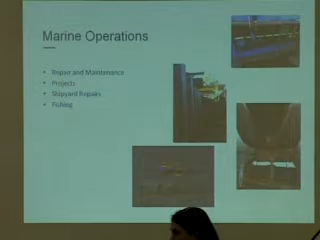 Marine Operations
• Repair and Maintenance
• Projects
• Shipyard Repairs
• Fishing